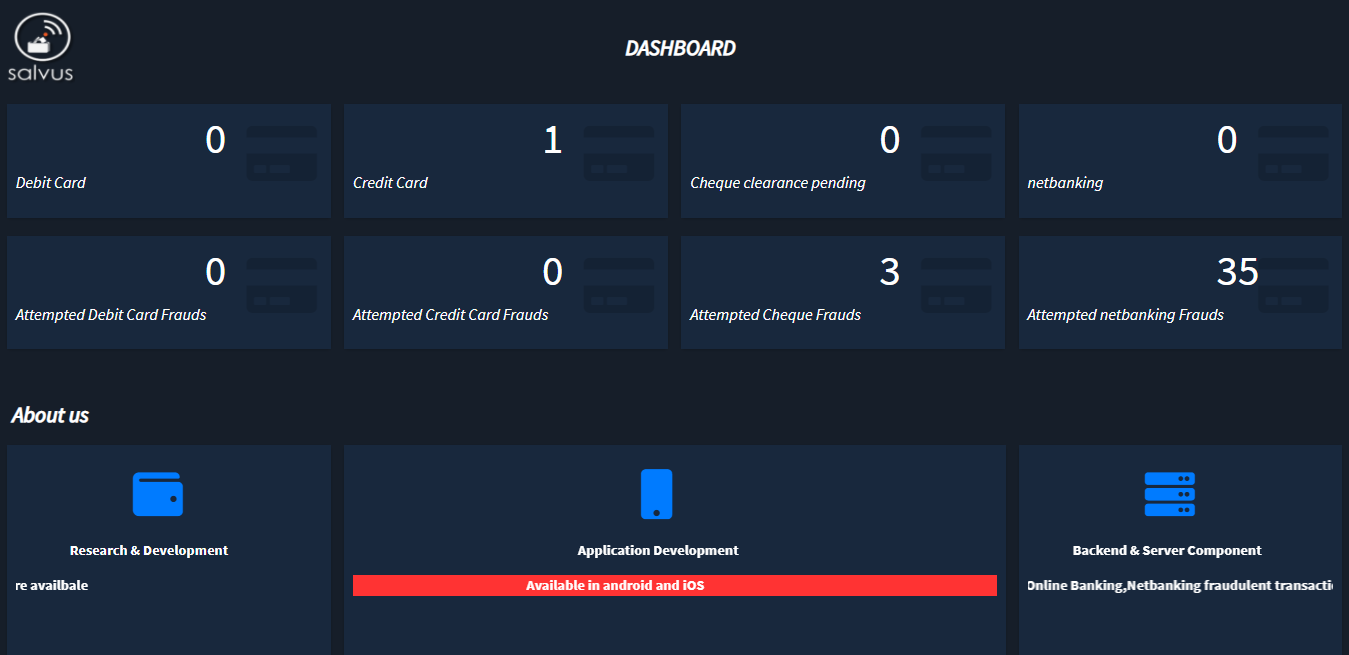 salvus
DASHBOARD
0
Debit Card
1
Credit Card
0
Cheque clearance pending
0
netbanking
0
Attempted Debit Card Frauds
0
Attempted Credit Card Frauds
3
Attempted Cheque Frauds
35
Attempted netbanking Frauds
About us
Research & Development
re availbale
Application Development
Available in android and iOS
Backend & Server Component
Online Banking,Netbanking fraudulent transacti